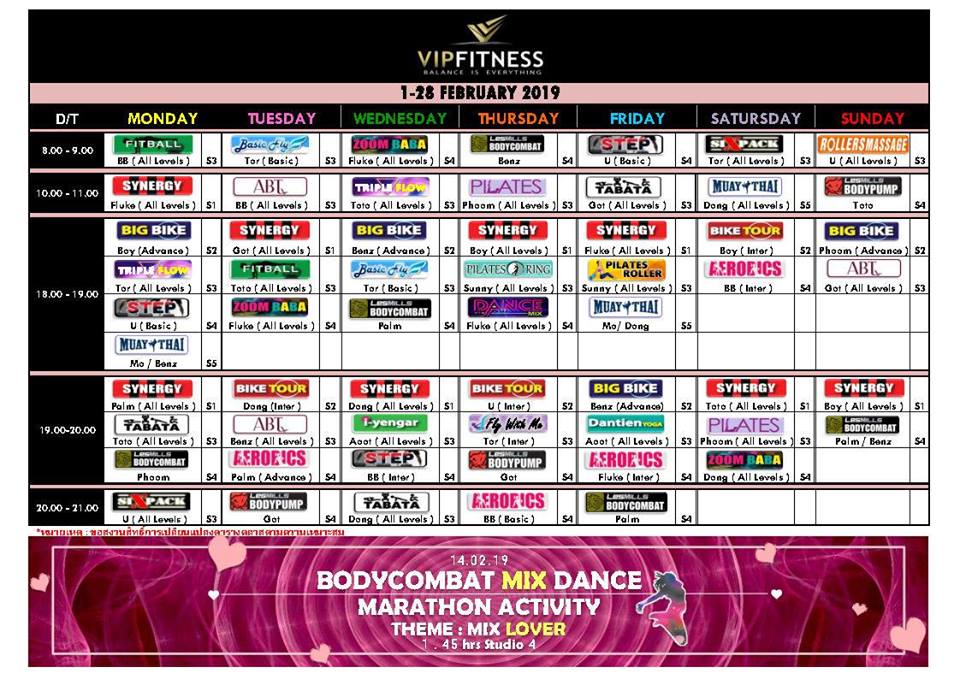 VIPFITNESS
BALANCE IS EVERYTHING
1-28 FEBRUARY 2019
D/T MONDAY TUESDAY WEDNESDAY THURSDAY FRIDAY SATURDAY SUNDAY
FITBALL Basic Fly ZOOM BABA LESMILLS BODYCOMBAT STEP SIXPACK ROLLERSMASSAGE
8.00 - 9.00 BB ( All Levels ) S3 Tor ( Basic ) S3 Fluke ( All Levels ) S4 Benz S4 U ( Basic ) S4 Tor ( All Levels ) S3 U ( All Levels ) S3
SYNERGY ABT TRIPLE FLOW PILATES TABATA MUAY THAI LESMILLS BODYPUMP
10.00 - 11.00 Fluke ( All Levels ) S1 BB ( All Levels ) S3 Toto ( All Levels ) S3 Phoom ( All Levels ) S3 Got ( All Levels ) S3 Dong ( All Levels ) S5 Toto S4
BIG BIKE SYNERGY BIG BIKE SYNERGY SYNERGY BIKE TOUR BIG BIKE
Boy (Advance ) S2 Got ( All Levels ) S1 Benz ( Advance ) S2 Boy ( All Levels ) S1 Fluke ( All Levels ) S1 Boy ( Inter ) S2 Phoom ( Advance ) S2
TRIPLE FLOW FITBALL Basic Fly PILATES RING PILATES ROLLER AEROBICS ABT
18.00 - 19.00 Tor ( All Levels ) S3 Toto ( All Levels ) S3 Tor ( Basic ) S3 Sunny ( All Levels ) S3 Sunny ( All Levels ) S3 BB ( Inter ) S4 Got ( All Levels ) S3
STEP ZOOM BABA LESMILLS BODYCOMBAT DANCE MIX MUAY THAI
U ( Basic ) S4 Fluke ( All Levels ) S4 Palm S4 Fluke ( All Levels ) S4 Mo/ Dong S5
MUAY THAI
Mo / Benz S5
SYNERGY BIKE TOUR SYNERGY BIKE TOUR BIG BIKE SYNERGY SYNERGY
Palm ( All Levels ) S1 Dong (Inter ) S2 Dong ( All Levels ) S1 U ( Inter ) S2 Benz (Advance) S2 Toto ( All Levels ) S1 Boy ( All Levels ) S1
TABATA ABT i-yengar Fly With Me Dantien YOGA PILATES LESMILLS BODYCOMBAT
19.00-20.00 Toto ( All Levels ) S3 Benz ( All Levels ) S3 Aoot ( All Levels ) S3 Tor ( Inter ) S3 Aoot ( All Levels ) S3 Phoom ( All Levels ) S3 Palm / Benz S4
LESMILLS BODYCOMBAT AEROBICS STEP LESMILLS BODYPUMP AEROBICS ZOOM BABA
Phoom S4 Palm ( Advance ) S4 BB ( Inter ) S4 Got S4 Fluke ( Inter ) S4 Dong ( All Levels ) S4
SIXPACK LESMILLS BODYPUMP TABATA AEROBICS LESMILLS BODYCOMBAT
20.00 - 21.00 U ( All Levels ) S3 Got S4 Dong ( All Levels ) S3 BB ( Basic ) S4 Palm S4
*หมายเหตุ : ขอสงวนสิทธิ์การเปลี่ยนแปลงตารางคลาสตามความเหมาะสม
14.02.19
BODYCOMBAT MIX DANCE
MARATHON ACTIVITY
THEME : MIX LOVER
1 . 45 hrs Studio 4